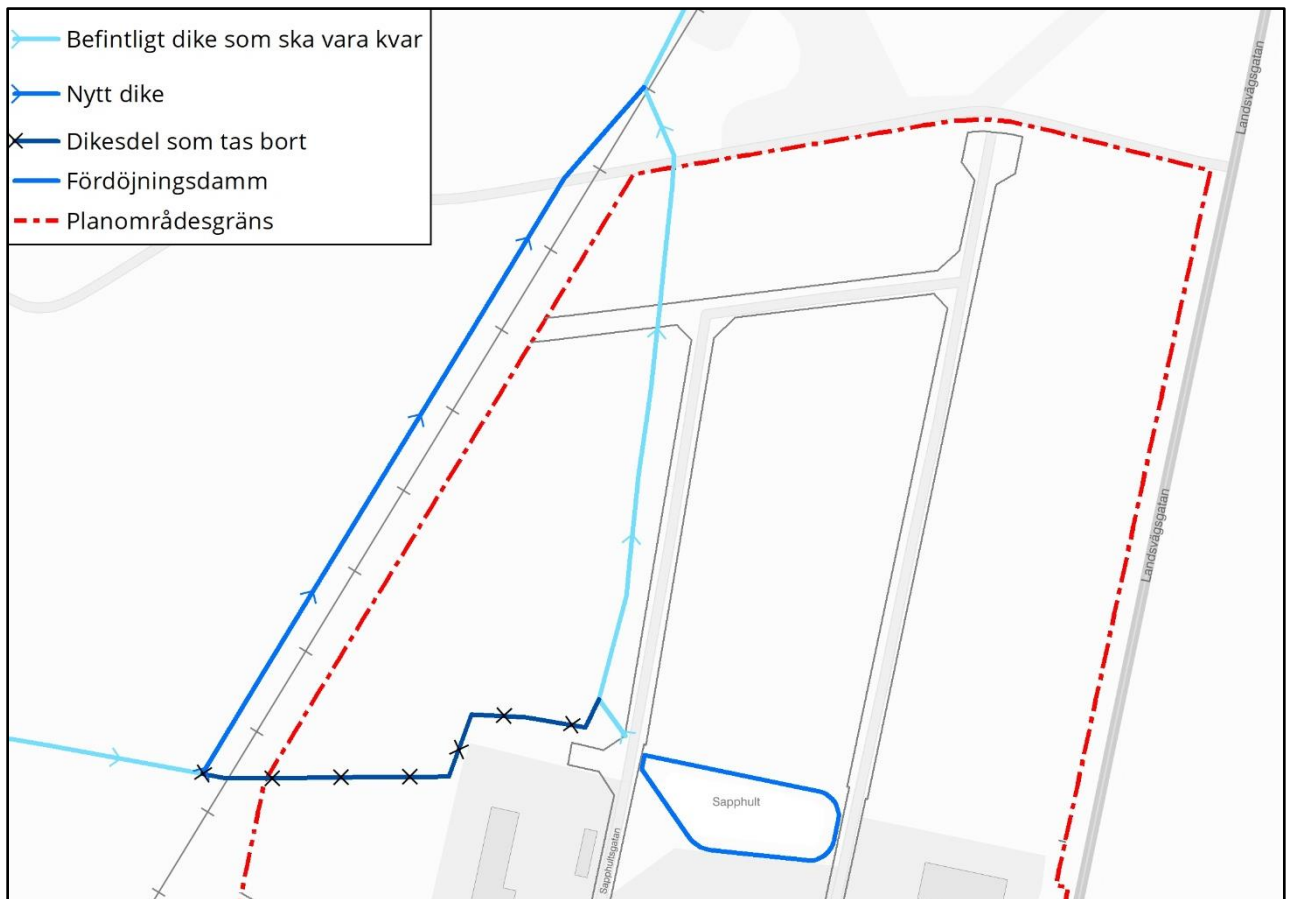 Befintligt dike som ska vara kvar
Nytt dike
Dikesdel som tas bort
Fördöjningsdamm
Planområdesgräns
Landsvägsgatan
Landsvägsgatan
Sapphult
Sapphultsgatan